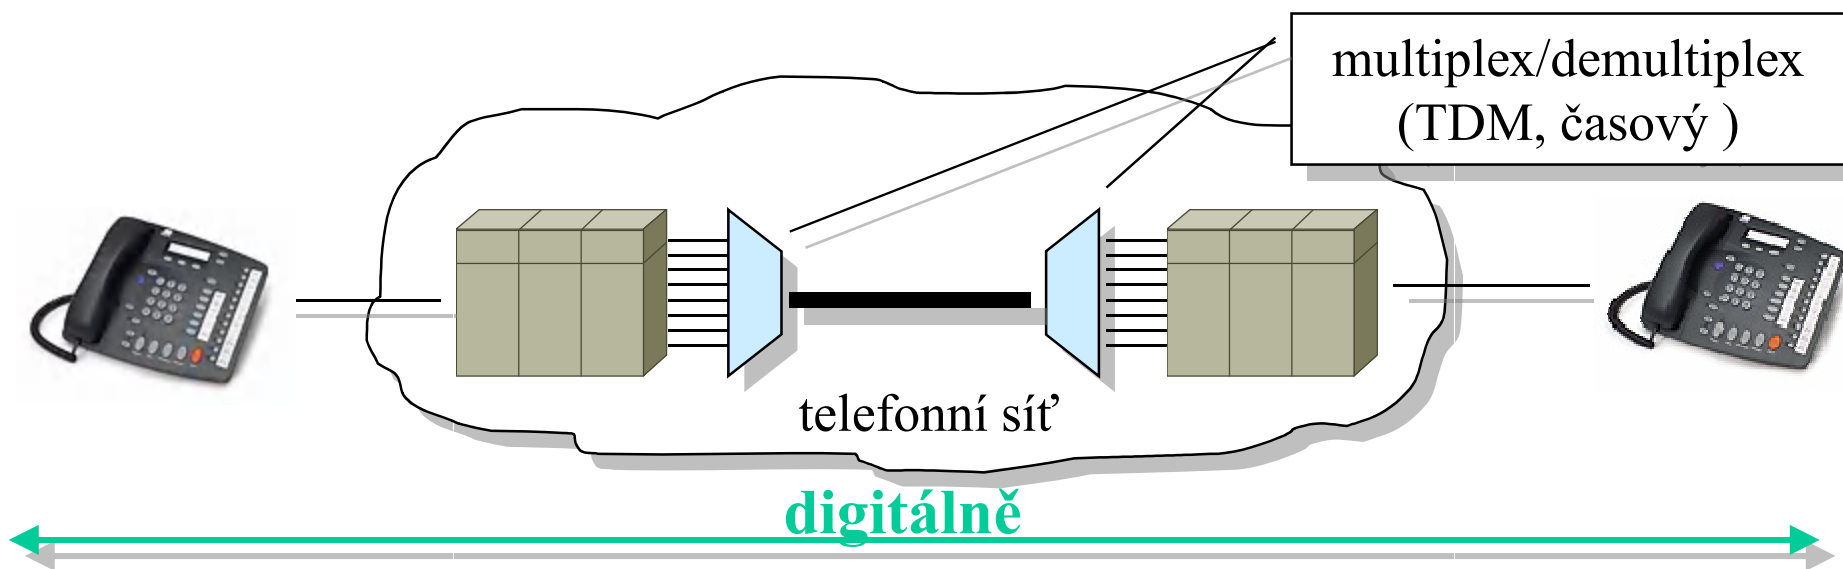 multiplex/demultiplex
(TDM, časový )
telefonní síť
digitálně